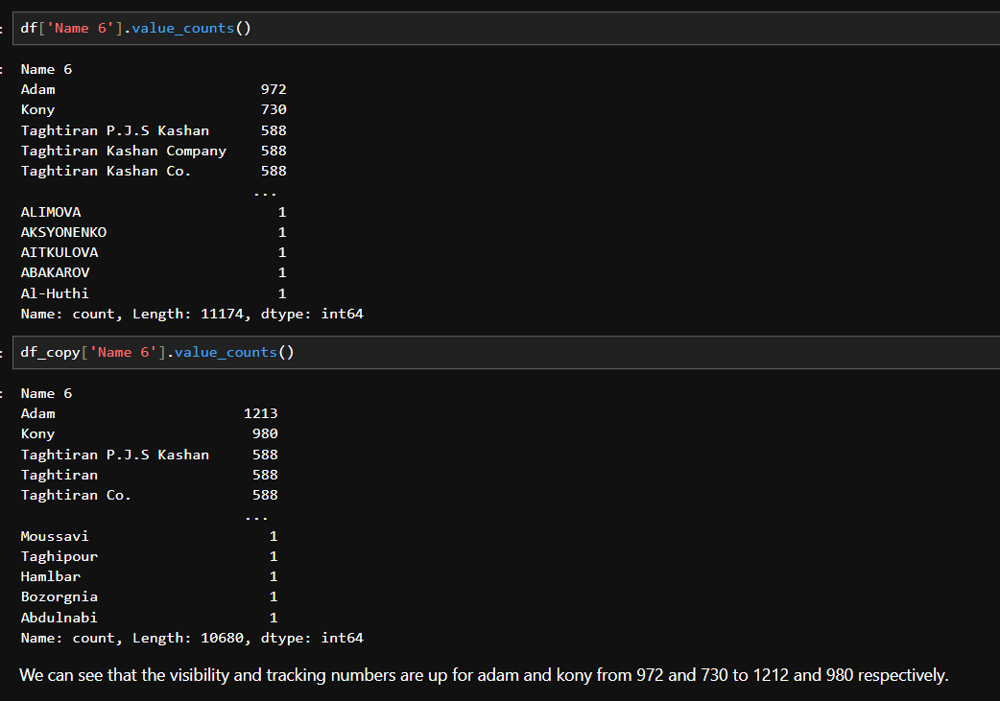 df['Name 6'].value_counts()
Name 6
Adam 972
Kony 730
Taghtiran P.J.S Kashan 588
Taghtiran Kashan Company 588
Taghtiran Kashan Co. 588
...
ALIMOVA 1
AKSYONENKO 1
AITKULOVA 1
ABAKAROV 1
Al-Huthi 1
Name: count, Length: 11174, dtype: int64
df_copy['Name 6'].value_counts()
Name 6
Adam 1213
Kony 980
Taghtiran P.J.S Kashan 588
Taghtiran 588
Taghtiran Co. 588
...
Moussavi 1
Taghipour 1
Hamlbar 1
Bozorgnia 1
Abdulnabi 1
Name: count, Length: 10680, dtype: int64
We can see that the visibility and tracking numbers are up for adam and kony from 972 and 730 to 1212 and 980 respectively.